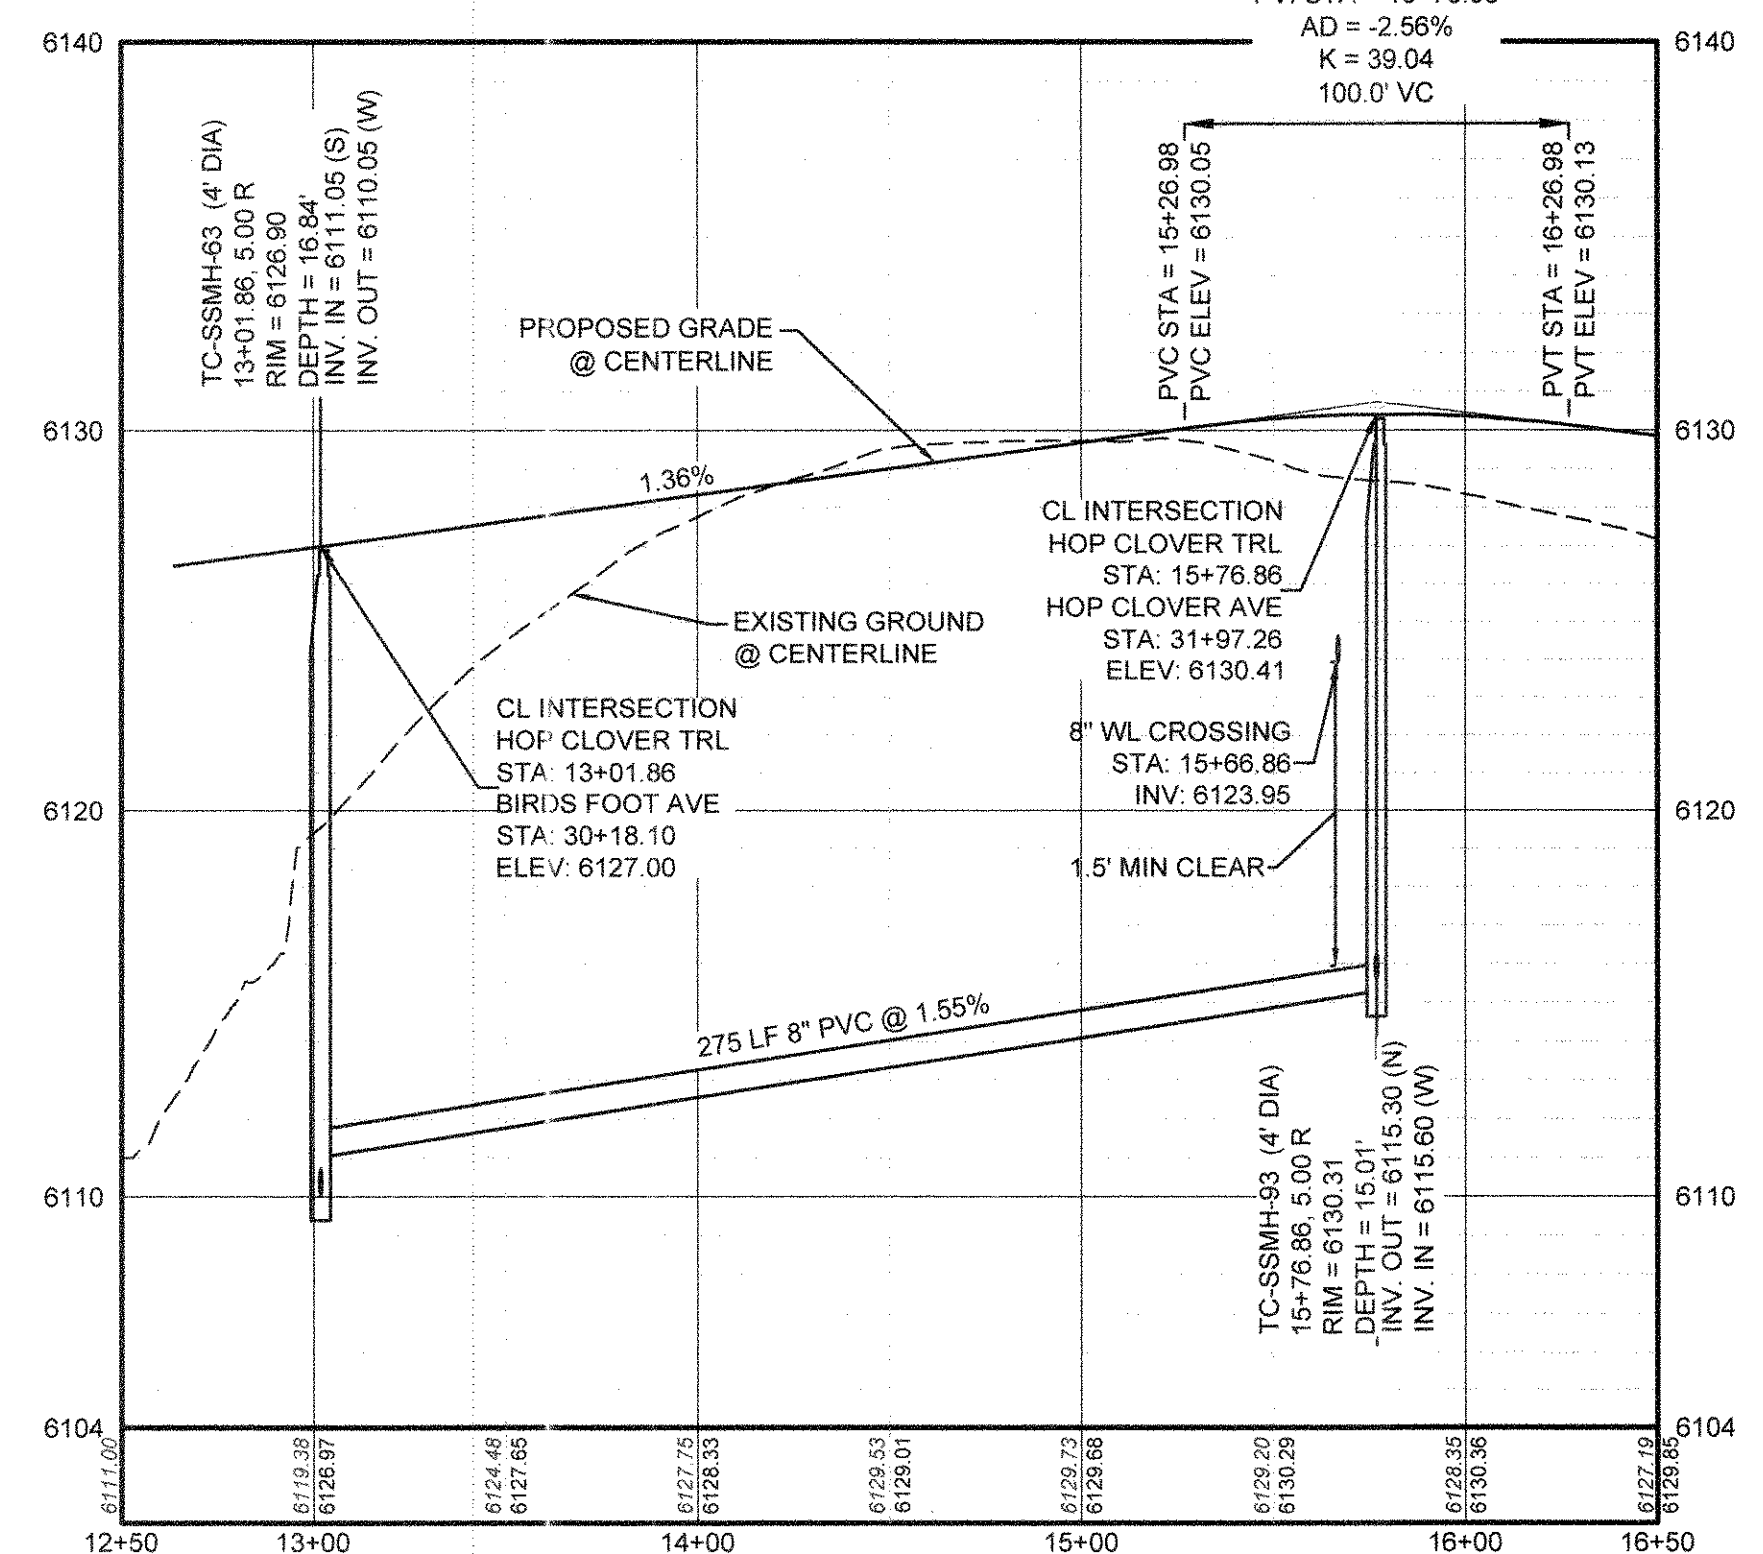 AD = -2.56%
K = 39.04
100.0' VC
6140
6140
TC-SSMH-63 (4' DIA)
13+01.86, 5.00 R
RIM = 6126.90
DEPTH = 16.84'
INV. IN = 6111.05 (S)
INV. OUT = 6110.05 (W)
PVC STA = 15+26.98
PVC ELEV = 6130.05
PVT STA = 16+26.98
PVT ELEV = 6130.13
PROPOSED GRADE
@ CENTERLINE
6130
6130
1.36%
CL INTERSECTION
HOP CLOVER TRL
STA: 15+76.86
HOP CLOVER AVE
STA: 31+97.26
ELEV: 6130.41
EXISTING GROUND
@ CENTERLINE
CL INTERSECTION
HOP CLOVER TRL
STA: 13+01.86
BIRDS FOOT AVE
STA: 30+18.10
ELEV: 6127.00
8" WL CROSSING
STA: 15+66.86
INV: 6123.95
6120
6120
1.5' MIN CLEAR
275 LF 8" PVC @ 1.55%
TC-SSMH-93 (4' DIA)
15+76.86, 5.00 R
RIM = 6130.31
DEPTH = 15.01'
INV. OUT = 6115.30 (N)
INV. IN = 6115.60 (W)
6110
6110
6104
6104
6111.00
6119.38
6126.97
6124.48
6127.65
6127.75
6128.33
6129.53
6129.01
6129.73
6129.68
6129.20
6130.29
6128.35
6130.36
6127.19
6129.85
12+50
13+00
14+00
15+00
16+00
16+50